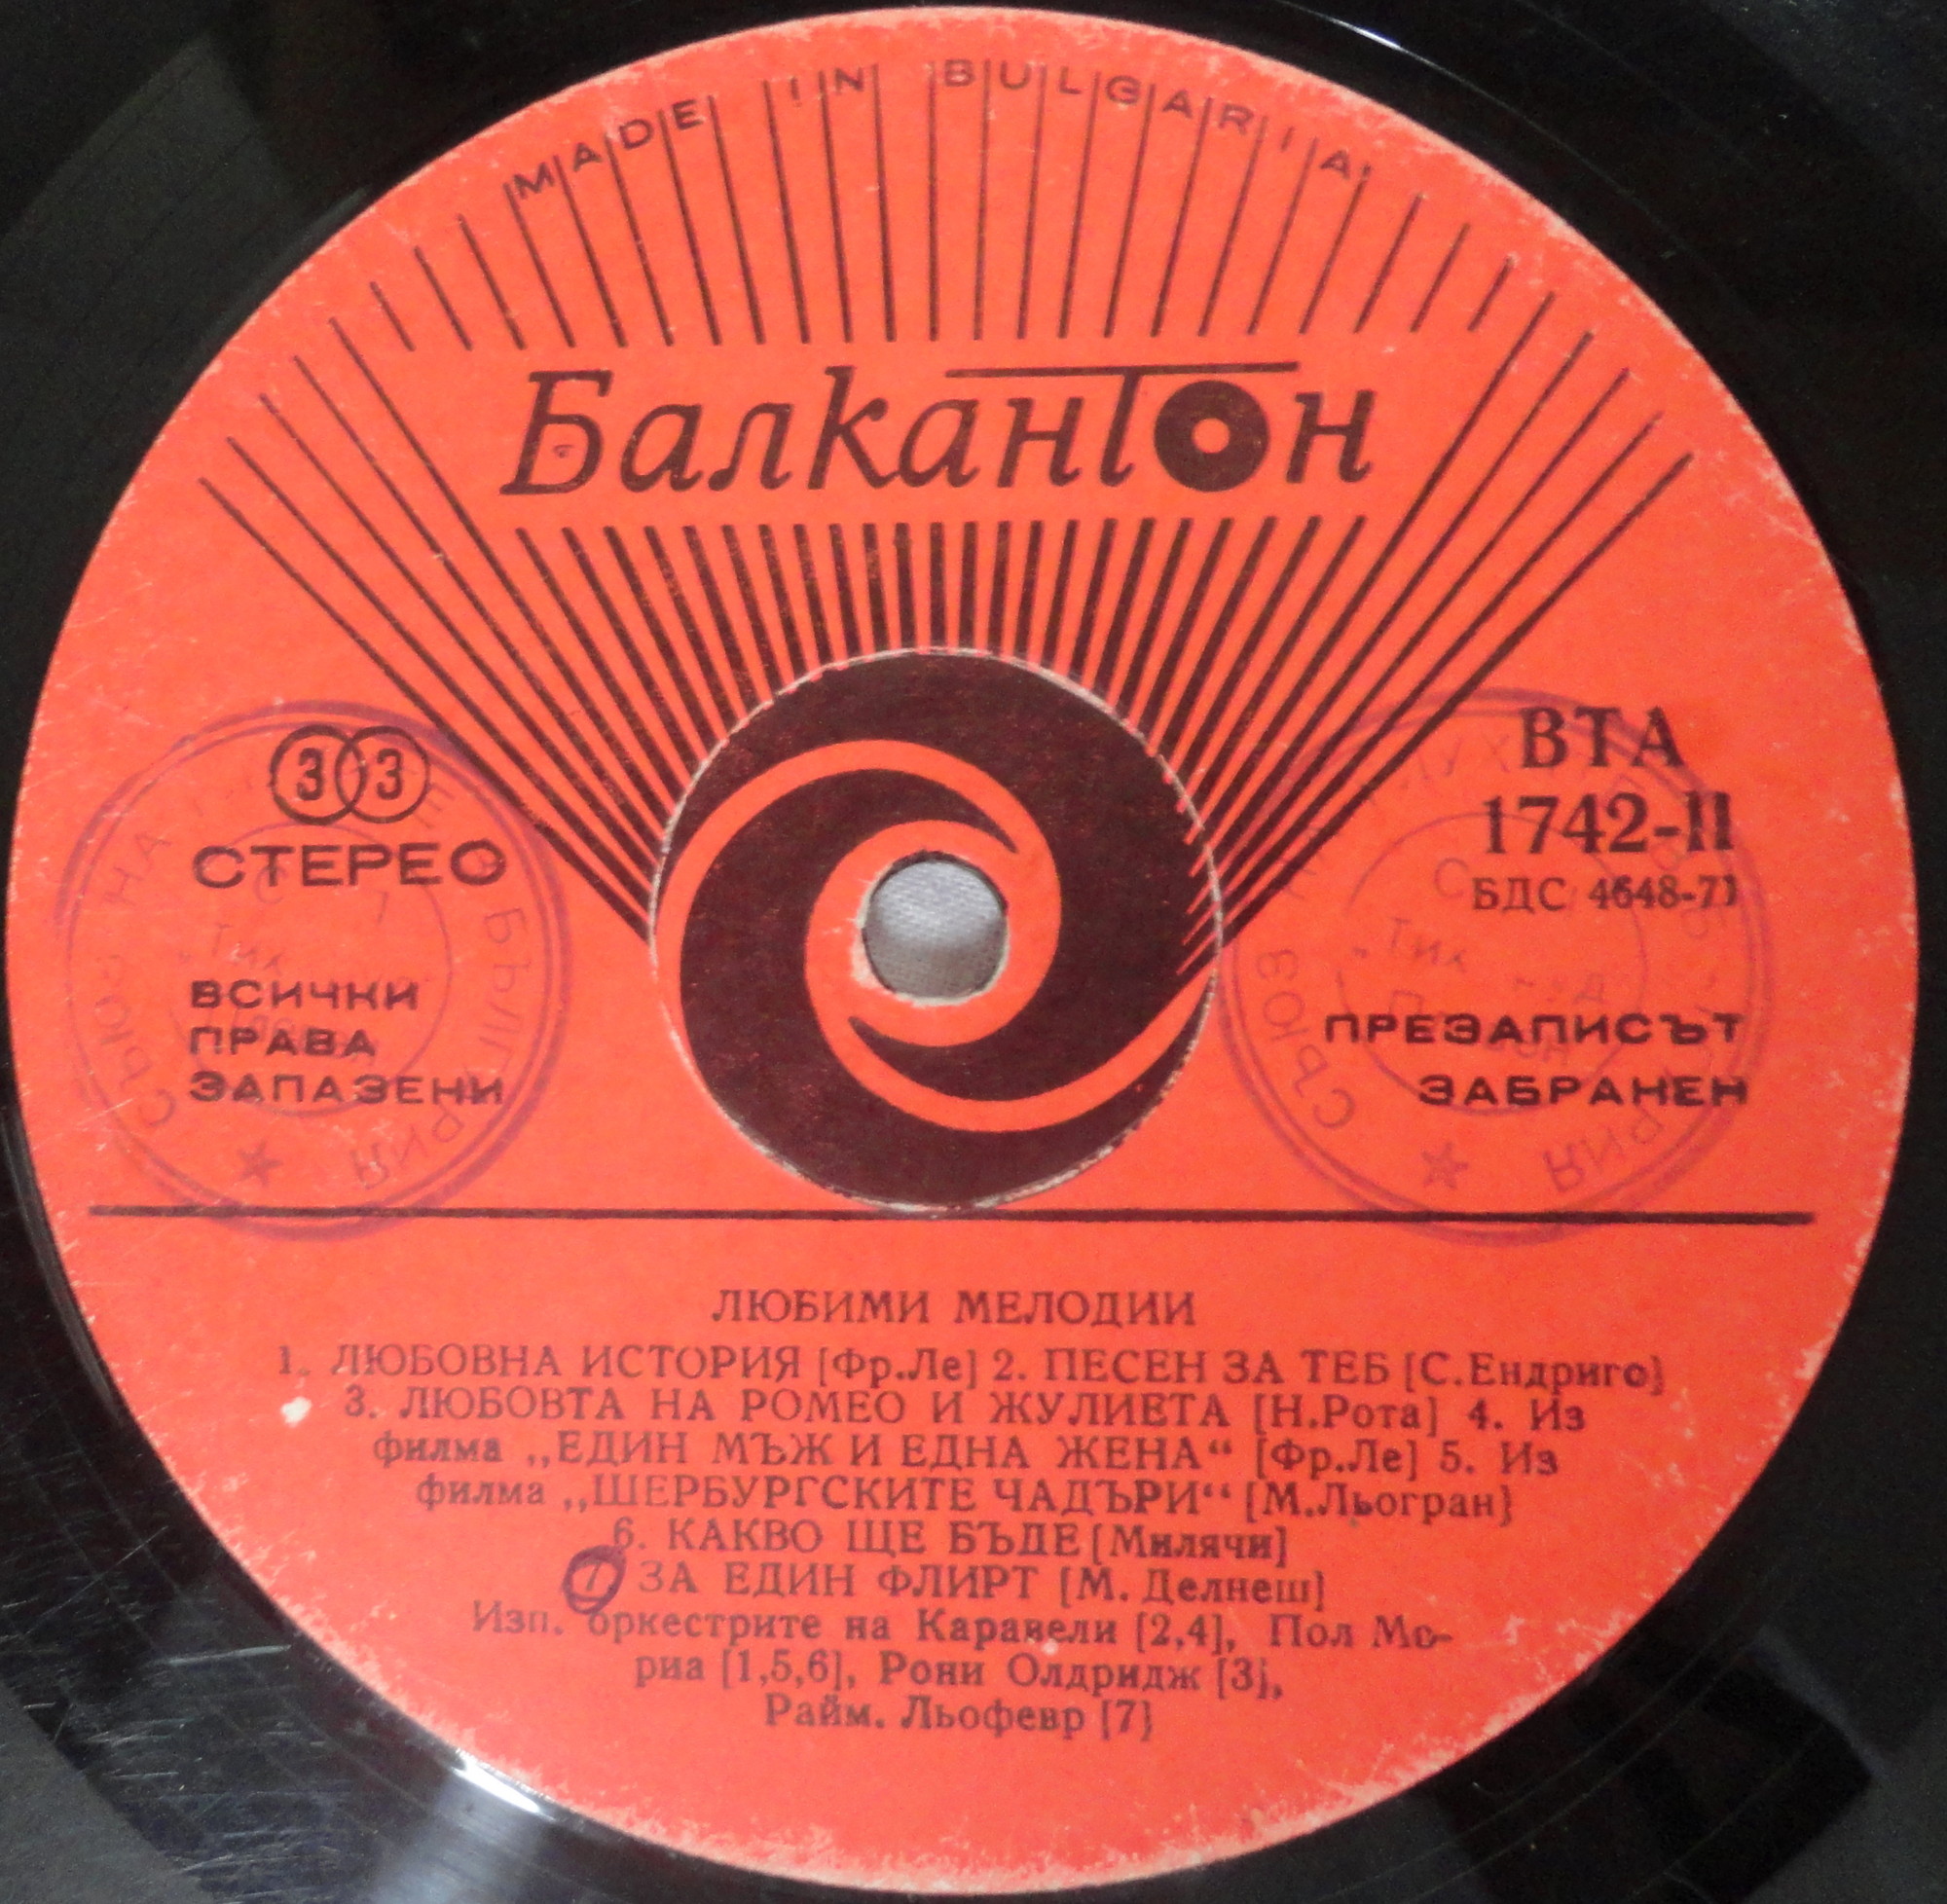 MADE IN BULGARIA
Балкантон
33
СТЕРЕО
ВСИЧКИ
ПРАВА
ЗАПАЗЕНИ
ВТА
1742-II
БДС 4648-71
ПРЕЗАПИСЪТ
ЗАБРАНЕН
СЪЮЗ НА БЪЛГАРИЯ
СЪЮЗ
ЛЮБИМИ МЕЛОДИИ
1. ЛЮБОВНА ИСТОРИЯ [Фр.Ле] 2. ПЕСЕН ЗА ТЕБ [С.Ендриго]
3. ЛЮБОВТА НА РОМЕО И ЖУЛИЕТА [Н.Рота] 4. Из
филма „ЕДИН МЪЖ И ЕДНА ЖЕНА“ [Фр.Ле] 5. Из
филма „ШЕРБУРГСКИТЕ ЧАДЪРИ“ [М.Льогран]
6. КАКВО ЩЕ БЪДЕ [Милячи]
7 ЗА ЕДИН ФЛИРТ [М. Делнеш]
Изп. оркестрите на Каравели [2,4], Пол Мо-
риа [1,5,6], Рони Олдридж [3],
Райм. Льофевр [7]